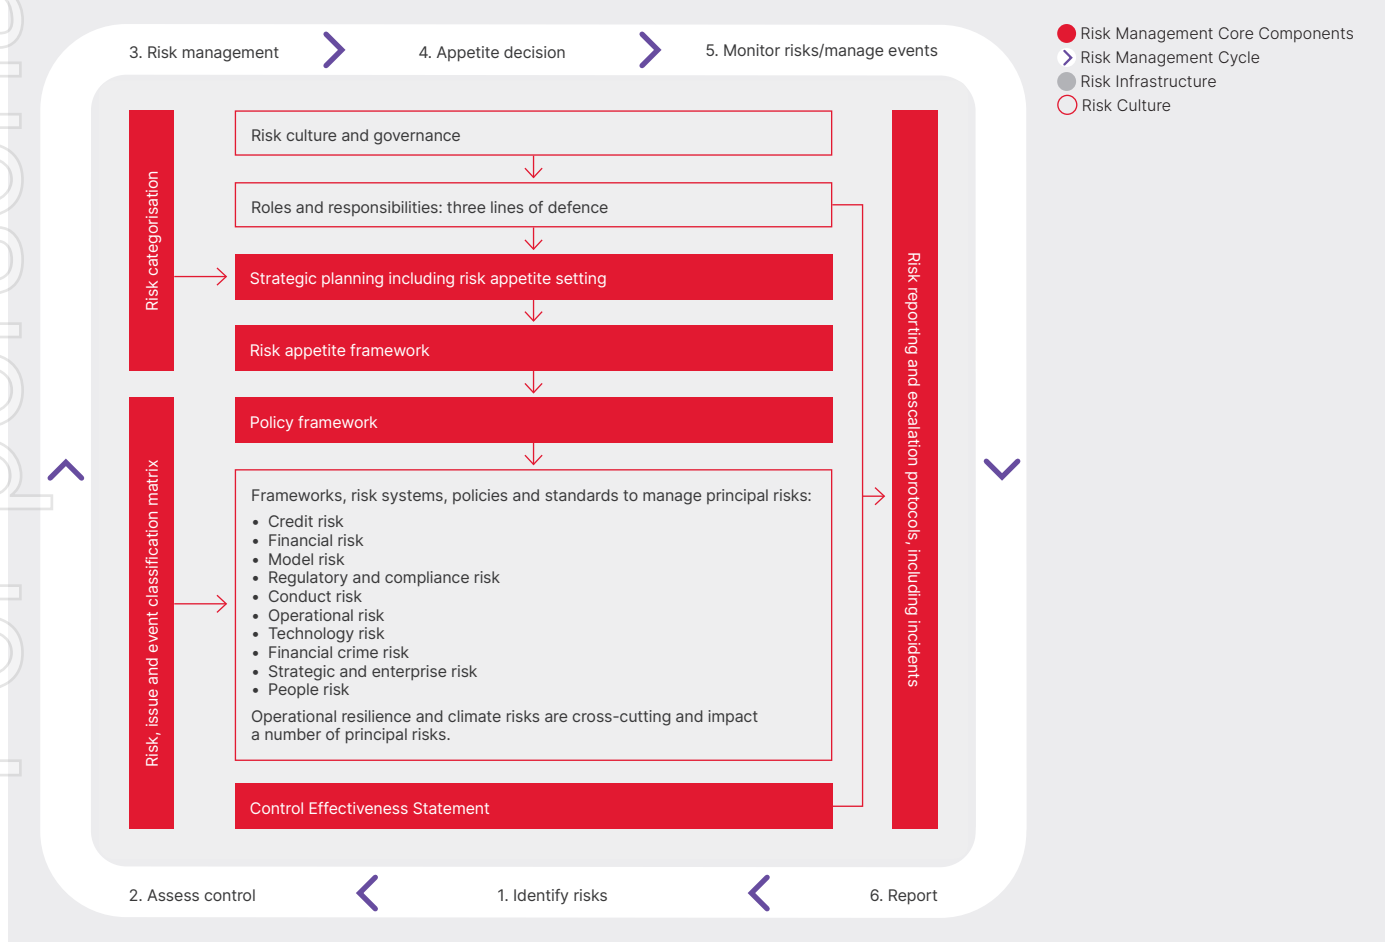 3. Risk management
4. Appetite decision
5. Monitor risks/manage events
Risk Management Core Components
Risk Management Cycle
Risk Infrastructure
Risk Culture
Risk categorisation
Risk, issue and event classification matrix
Risk culture and governance
Roles and responsibilities: three lines of defence
Strategic planning including risk appetite setting
Risk appetite framework
Policy framework
Frameworks, risk systems, policies and standards to manage principal risks:
• Credit risk
• Financial risk
• Model risk
• Regulatory and compliance risk
• Conduct risk
• Operational risk
• Technology risk
• Financial crime risk
• Strategic and enterprise risk
• People risk
Operational resilience and climate risks are cross-cutting and impact
a number of principal risks.
Control Effectiveness Statement
Risk reporting and escalation protocols, including incidents
2. Assess control
1. Identify risks
6. Report